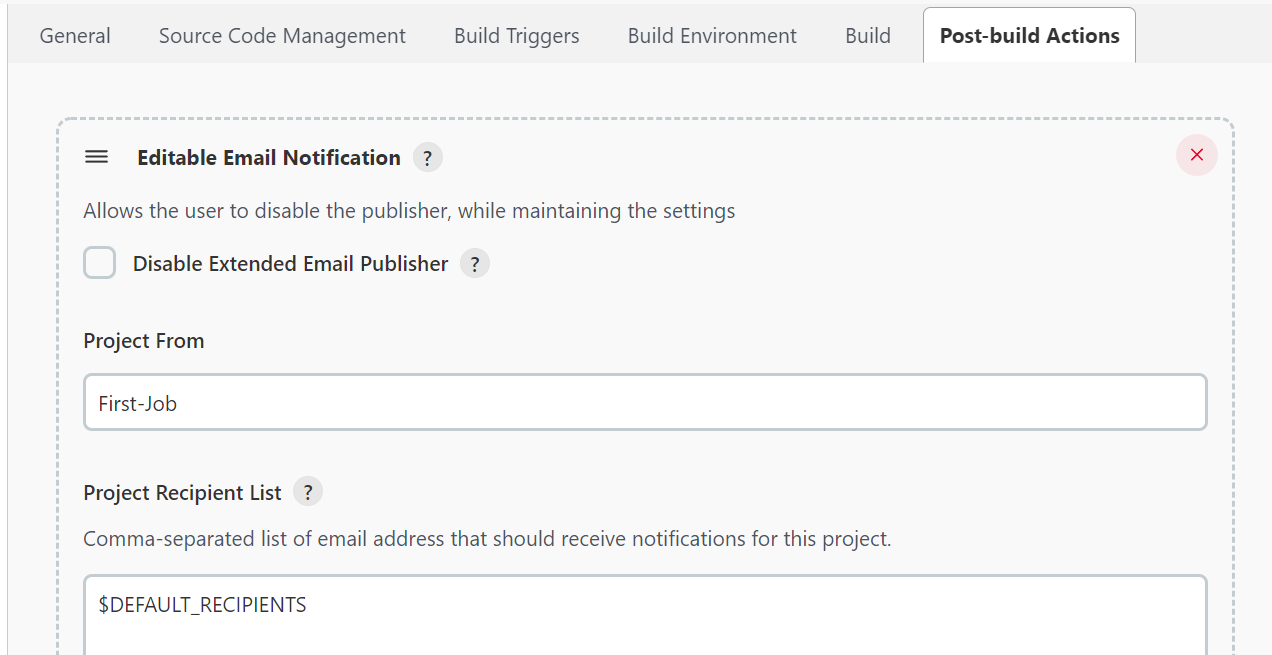 General Source Code Management Build Triggers Build Environment Build Post-build Actions
Editable Email Notification ?
Allows the user to disable the publisher, while maintaining the settings
Disable Extended Email Publisher ?
Project From
First-Job
Project Recipient List ?
Comma-separated list of email address that should receive notifications for this project.
$DEFAULT_RECIPIENTS